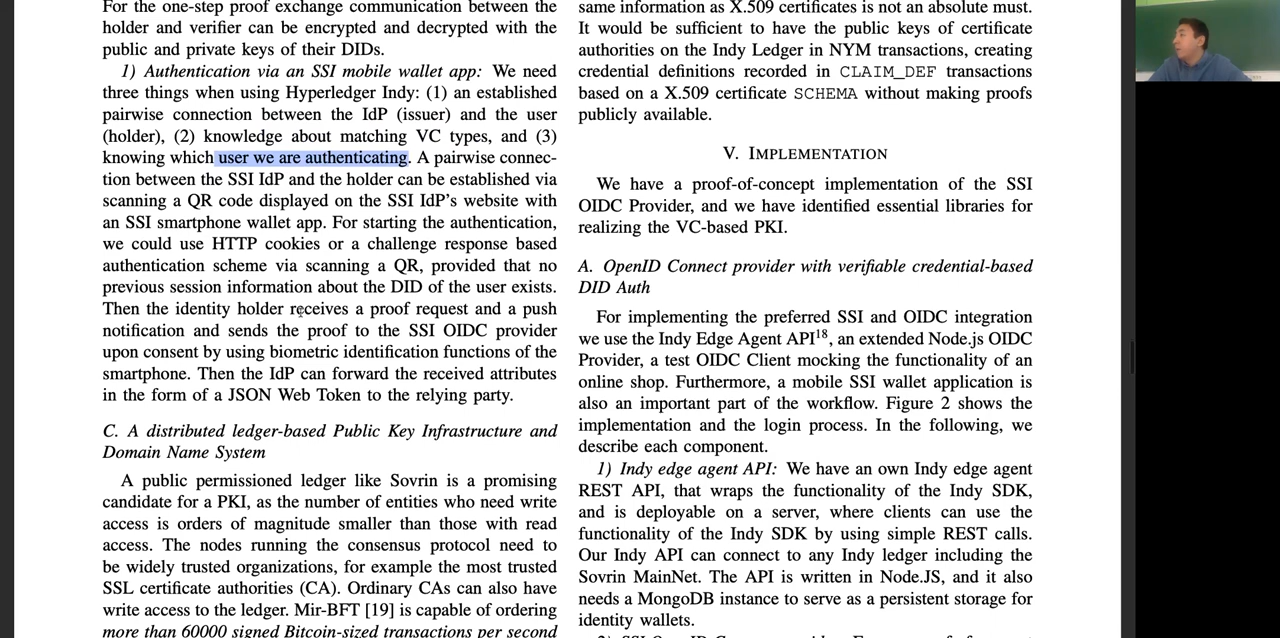 For the one-step proof exchange communication between the
holder and verifier can be encrypted and decrypted with the
public and private keys of their DIDs.
1) Authentication via an SSI mobile wallet app: We need
three things when using Hyperledger Indy: (1) an established
pairwise connection between the IdP (issuer) and the user
(holder), (2) knowledge about matching VC types, and (3)
knowing which user we are authenticating. A pairwise connec-
tion between the SSI IdP and the holder can be established via
scanning a QR code displayed on the SSI IdP's website with
an SSI smartphone wallet app. For starting the authentication,
we could use HTTP cookies or a challenge response based
authentication scheme via scanning a QR, provided that no
previous session information about the DID of the user exists.
Then the identity holder receives a proof request and a push
notification and sends the proof to the SSI OIDC provider
upon consent by using biometric identification functions of the
smartphone. Then the IdP can forward the received attributes
in the form of a JSON Web Token to the relying party.
C. A distributed ledger-based Public Key Infrastructure and
Domain Name System
A public permissioned ledger like Sovrin is a promising
candidate for a PKI, as the number of entities who need write
access is orders of magnitude smaller than those with read
access. The nodes running the consensus protocol need to
be widely trusted organizations, for example the most trusted
SSL certificate authorities (CA). Ordinary CAs can also have
write access to the ledger. Mir-BFT [19] is capable of ordering
more than 60000 signed Bitcoin-sized transactions per second
same information as X.509 certificates is not an absolute must.
It would be sufficient to have the public keys of certificate
authorities on the Indy Ledger in NYM transactions, creating
credential definitions recorded in CLAIM_DEF transactions
based on a X.509 certificate SCHEMA without making proofs
publicly available.
V. IMPLEMENTATION
We have a proof-of-concept implementation of the SSI
OIDC Provider, and we have identified essential libraries for
realizing the VC-based PKI.
A. OpenID Connect provider with verifiable credential-based
DID Auth
For implementing the preferred SSI and OIDC integration
we use the Indy Edge Agent API18, an extended Node.js OIDC
Provider, a test OIDC Client mocking the functionality of an
online shop. Furthermore, a mobile SSI wallet application is
also an important part of the workflow. Figure 2 shows the
implementation and the login process. In the following, we
describe each component.
1) Indy edge agent API: We have an own Indy edge agent
REST API, that wraps the functionality of the Indy SDK,
and is deployable on a server, where clients can use the
functionality of the Indy SDK by using simple REST calls.
Our Indy API can connect to any Indy ledger including the
Sovrin MainNet. The API is written in Node.JS, and it also
needs a MongoDB instance to serve as a persistent storage for
identity wallets.